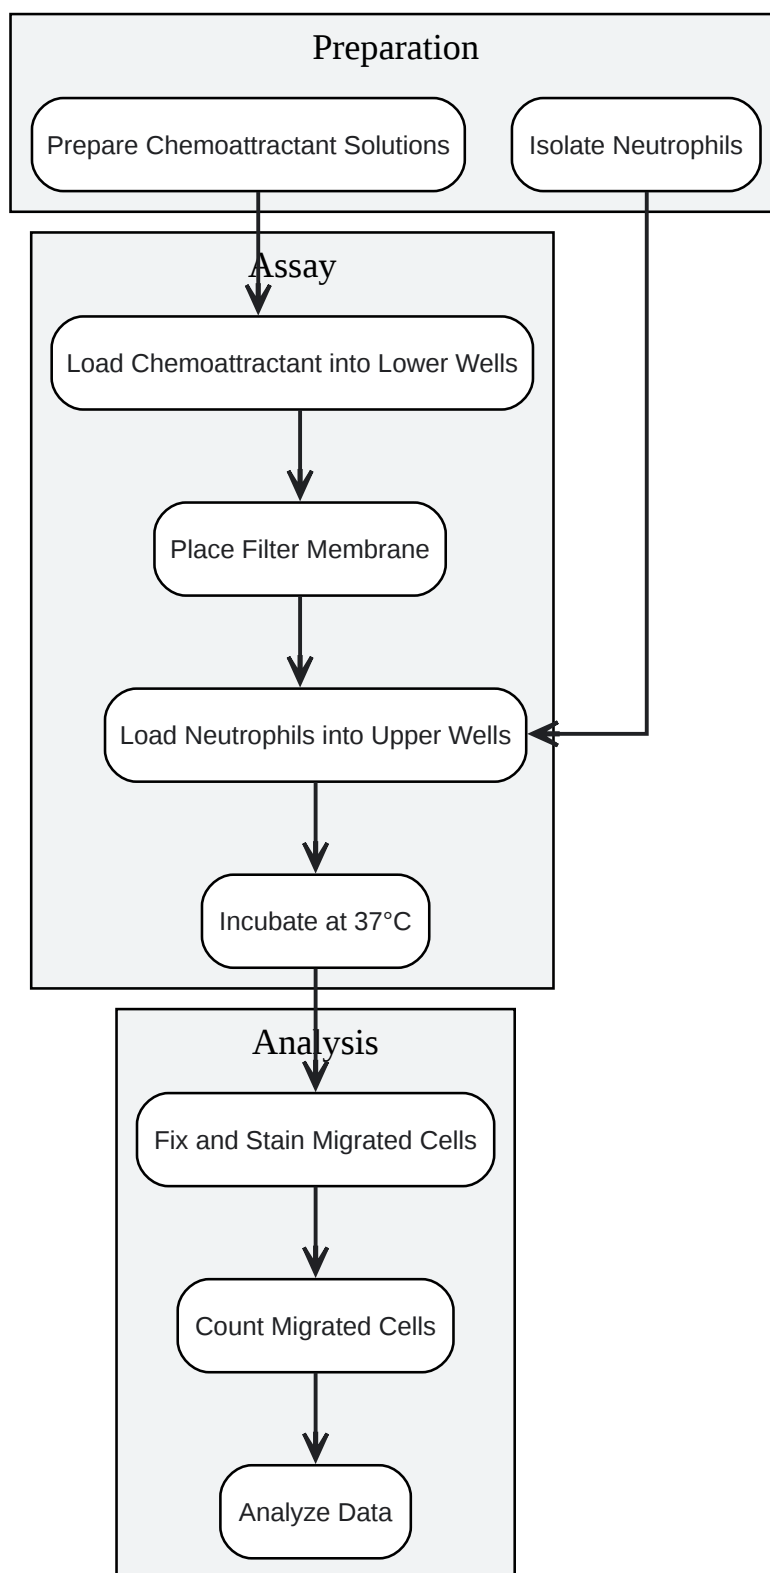 Preparation
Prepare Chemoattractant Solutions
Isolate Neutrophils
Assay
Load Chemoattractant into Lower Wells
Place Filter Membrane
Load Neutrophils into Upper Wells
Incubate at 37°C
Analysis
Fix and Stain Migrated Cells
Count Migrated Cells
Analyze Data